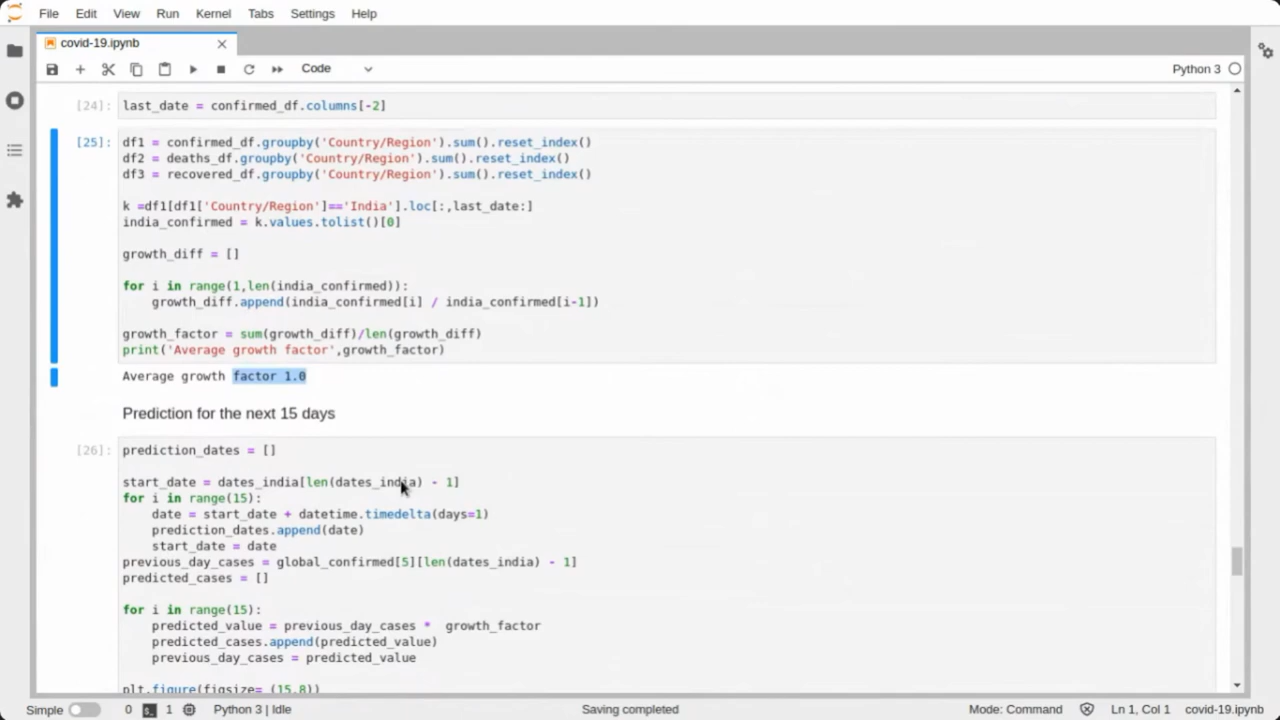 File Edit View Run Kernel Tabs Settings Help
covid-19.ipynb
Code
Python 3
[24]: last_date = confirmed_df.columns[-2]
[25]: df1 = confirmed_df.groupby('Country/Region').sum().reset_index()
df2 = deaths_df.groupby('Country/Region').sum().reset_index()
df3 = recovered_df.groupby('Country/Region').sum().reset_index()
k =df1[df1['Country/Region']=='India'].loc[:,last_date:]
india_confirmed = k.values.tolist()[0]
growth_diff = []
for i in range(1,len(india_confirmed)):
growth_diff.append(india_confirmed[i] / india_confirmed[i-1])
growth_factor = sum(growth_diff)/len(growth_diff)
print('Average growth factor',growth_factor)
Average growth factor 1.0
Prediction for the next 15 days
[26]: prediction_dates = []
start_date = dates_india[len(dates_india) - 1]
for i in range(15):
date = start_date + datetime.timedelta(days=1)
prediction_dates.append(date)
start_date = date
previous_day_cases = global_confirmed[5][len(dates_india) - 1]
predicted_cases = []
for i in range(15):
predicted_value = previous_day_cases * growth_factor
predicted_cases.append(predicted_value)
previous_day_cases = predicted_value
plt.figure(figsize= (15,8))
Simple 0 1 Python 3 | Idle Saving completed Mode: Command Ln 1, Col 1 covid-19.ipynb